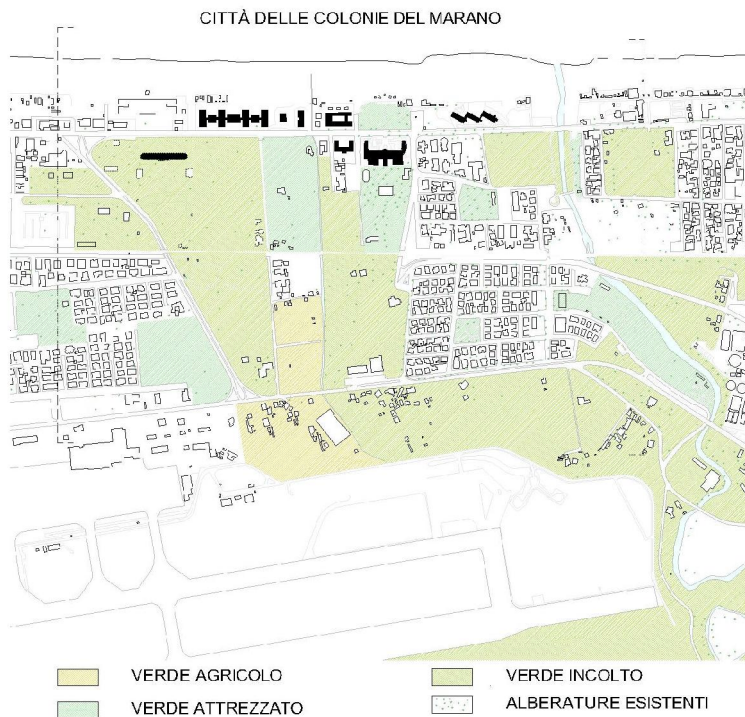 CITTÀ DELLE COLONIE DEL MARANO
VERDE AGRICOLO
VERDE INCOLTO
VERDE ATTREZZATO
ALBERATURE ESISTENTI